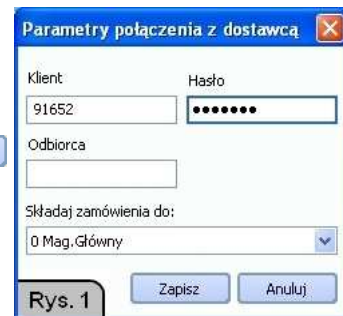 Parametry połączenia z dostawcą
Klient Hasło
91652 •••••••
Odbiorca
Składaj zamówienia do:
0 Mag.Główny
Zapisz Anuluj
Rys. 1